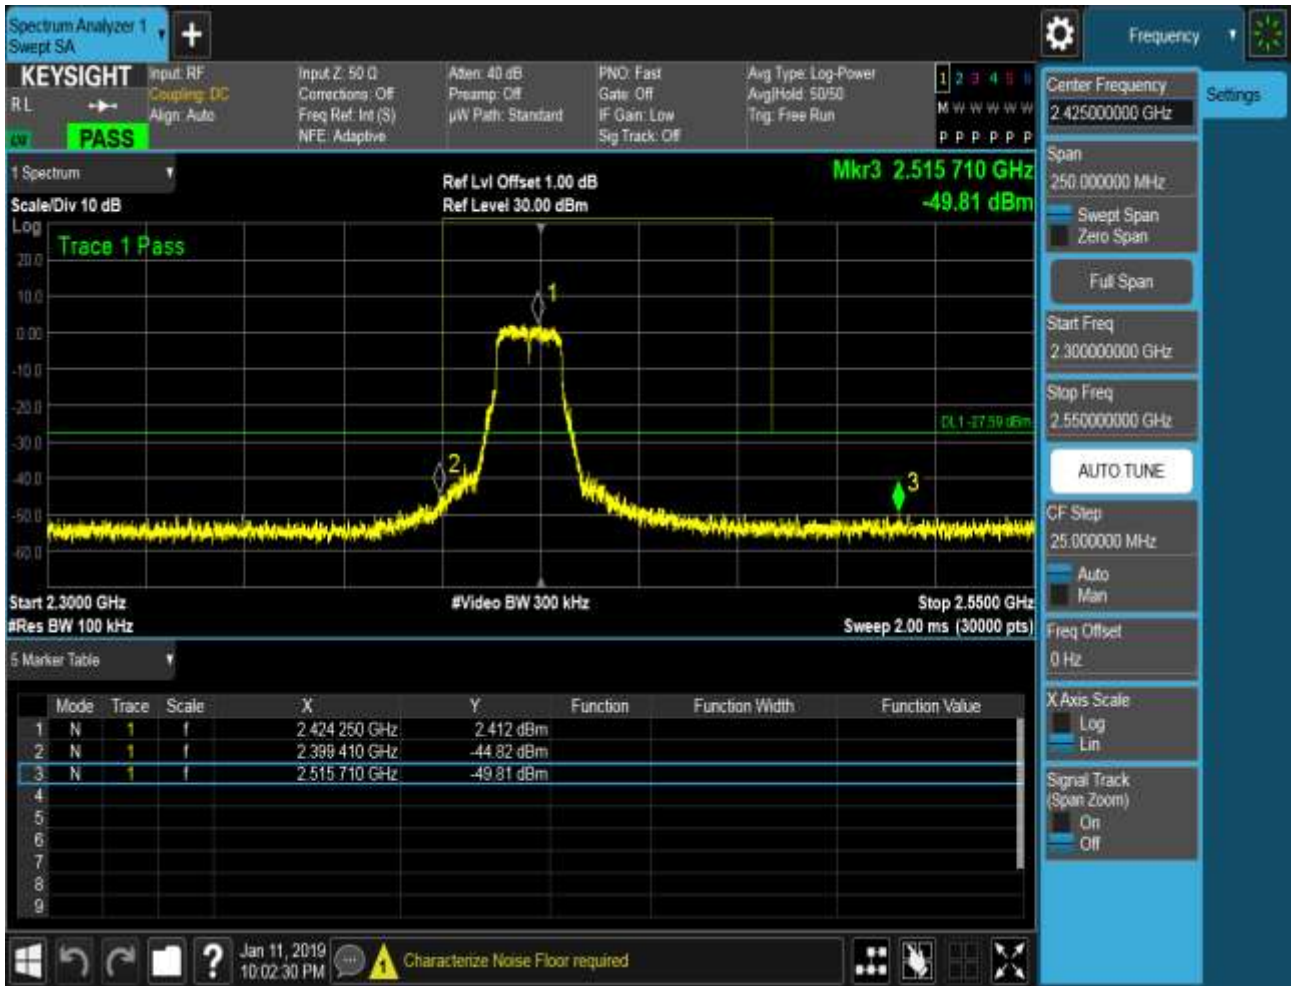 Spectrum Analyzer 1
Swept SA
Frequency
KEYSIGHT
RL
PASS
Input: RF
Coupling: DC
Align: Auto
Input Z: 50 Ω
Corrections: Off
Freq Ref: Int (S)
NFE: Adaptive
Atten: 40 dB
Preamp: Off
µW Path: Standard
PNO: Fast
Gate: Off
IF Gain: Low
Sig Track: Off
Avg Type: Log-Power
Avg|Hold: 50/50
Trig: Free Run
1 2 3 4 5 6
M W W W W W
P P P P P P
1 Spectrum
Scale/Div 10 dB
Ref Lvl Offset 1.00 dB
Ref Level 30.00 dBm
Mkr3 2.515 710 GHz
-49.81 dBm
Log
Trace 1 Pass
20.0
10.0
0.00
-10.0
-20.0
-30.0
-40.0
-50.0
-60.0
1
2
3
DL1 -27.59 dBm
Start 2.3000 GHz
#Video BW 300 kHz
Stop 2.5500 GHz
#Res BW 100 kHz
Sweep 2.00 ms (30000 pts)
5 Marker Table
Mode Trace Scale X Y Function Function Width Function Value
1 N 1 f 2.424 250 GHz 2.412 dBm
2 N 1 f 2.399 410 GHz -44.82 dBm
3 N 1 f 2.515 710 GHz -49.81 dBm
4
5
6
7
8
9
Jan 11, 2019
10:02:30 PM
Characterize Noise Floor required
Center Frequency
2.425000000 GHz
Settings
Span
250.000000 MHz
Swept Span
Zero Span
Full Span
Start Freq
2.300000000 GHz
Stop Freq
2.550000000 GHz
AUTO TUNE
CF Step
25.000000 MHz
Auto
Man
Freq Offset
0 Hz
X Axis Scale
Log
Lin
Signal Track
(Span Zoom)
On
Off